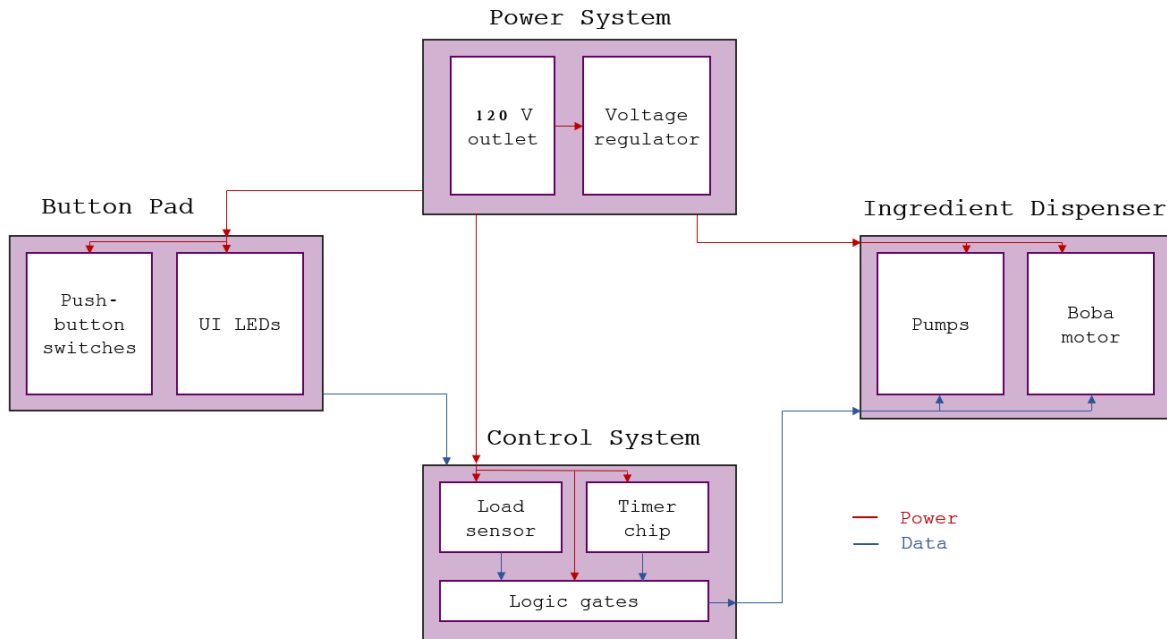 Power System
120 V
outlet
Voltage
regulator
Button Pad
Push-
button
switches
UI LEDs
Ingredient Dispenser
Pumps
Boba
motor
Control System
Load
sensor
Timer
chip
Logic gates
Power
Data